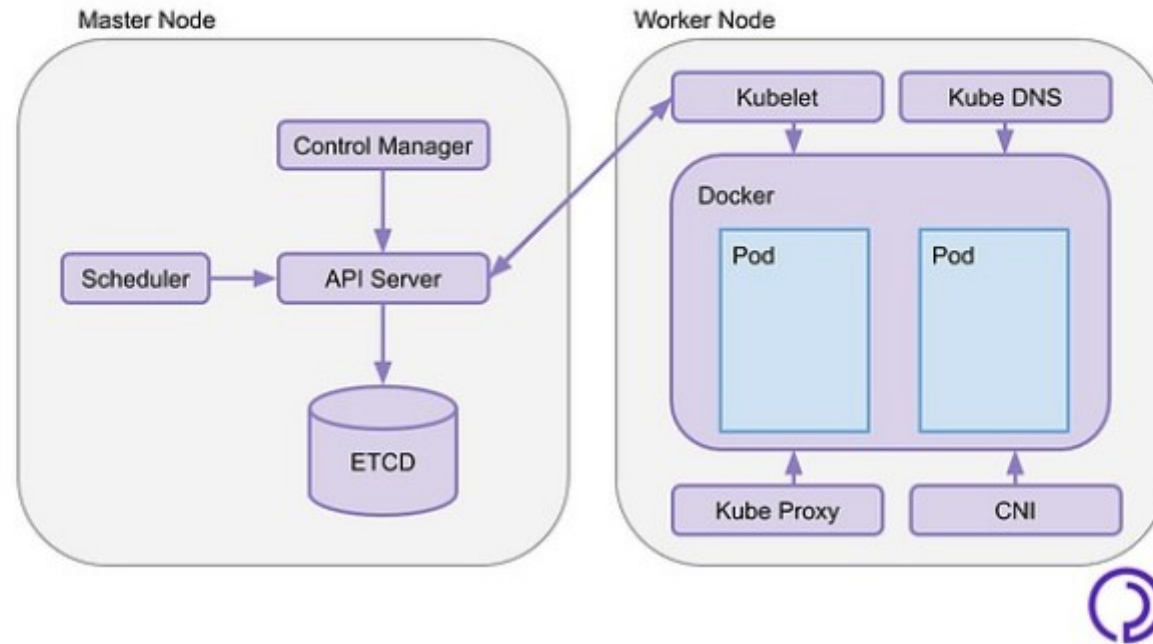 Master Node
Worker Node
Kubelet
Kube DNS
Control Manager
Docker
Pod
Pod
Scheduler
API Server
ETCD
Kube Proxy
CNI